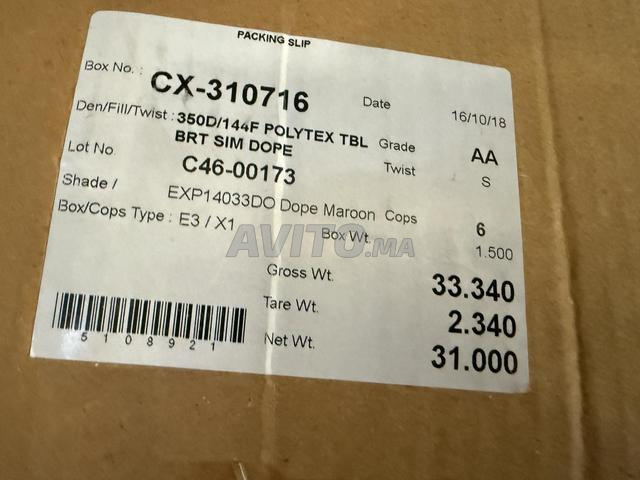 PACKING SLIP
Box No. : CX-310716 Date 16/10/18
Den/Fill/Twist : 350D/144F POLYTEX TBL Grade AA
BRT SIM DOPE Twist S
Lot No. C46-00173
Shade / EXP14033DO Dope Maroon Cops 6
Box/Cops Type : E3 / X1 Box Wt. 1.500
AVITO.MA
Gross Wt. 33.340
Tare Wt. 2.340
Net Wt. 31.000
5108921